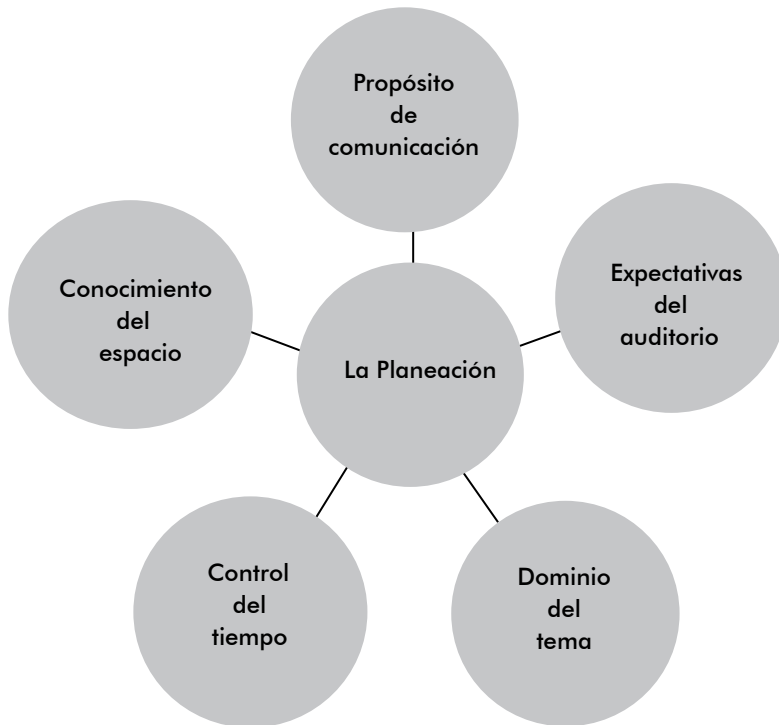 Propósito
de
comunicación
Conocimiento
del
espacio
Expectativas
del
auditorio
La Planeación
Control
del
tiempo
Dominio
del
tema